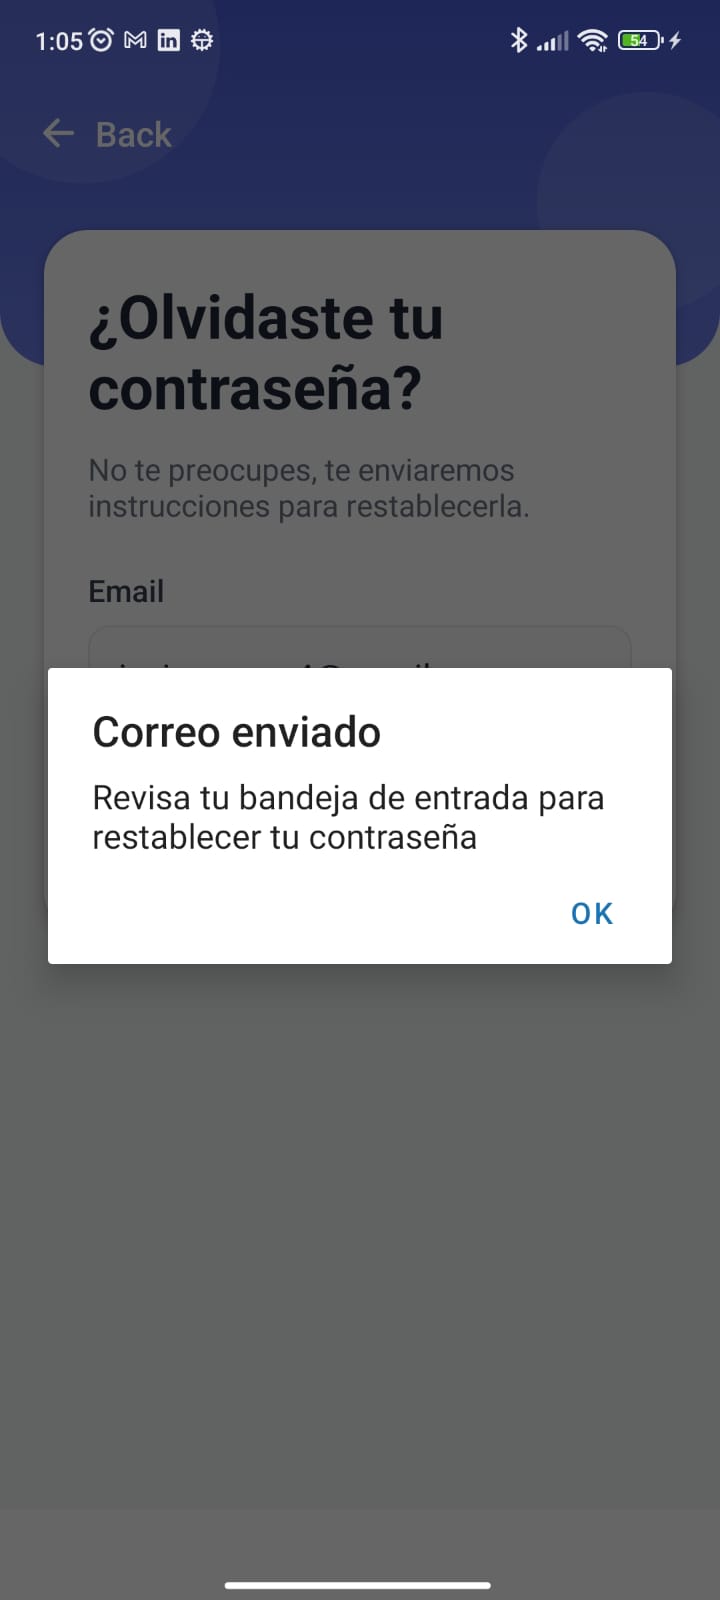 1:05
54
Back
¿Olvidaste tu
contraseña?
No te preocupes, te enviaremos
instrucciones para restablecerla.
Email
Correo enviado
Revisa tu bandeja de entrada para
restablecer tu contraseña
OK